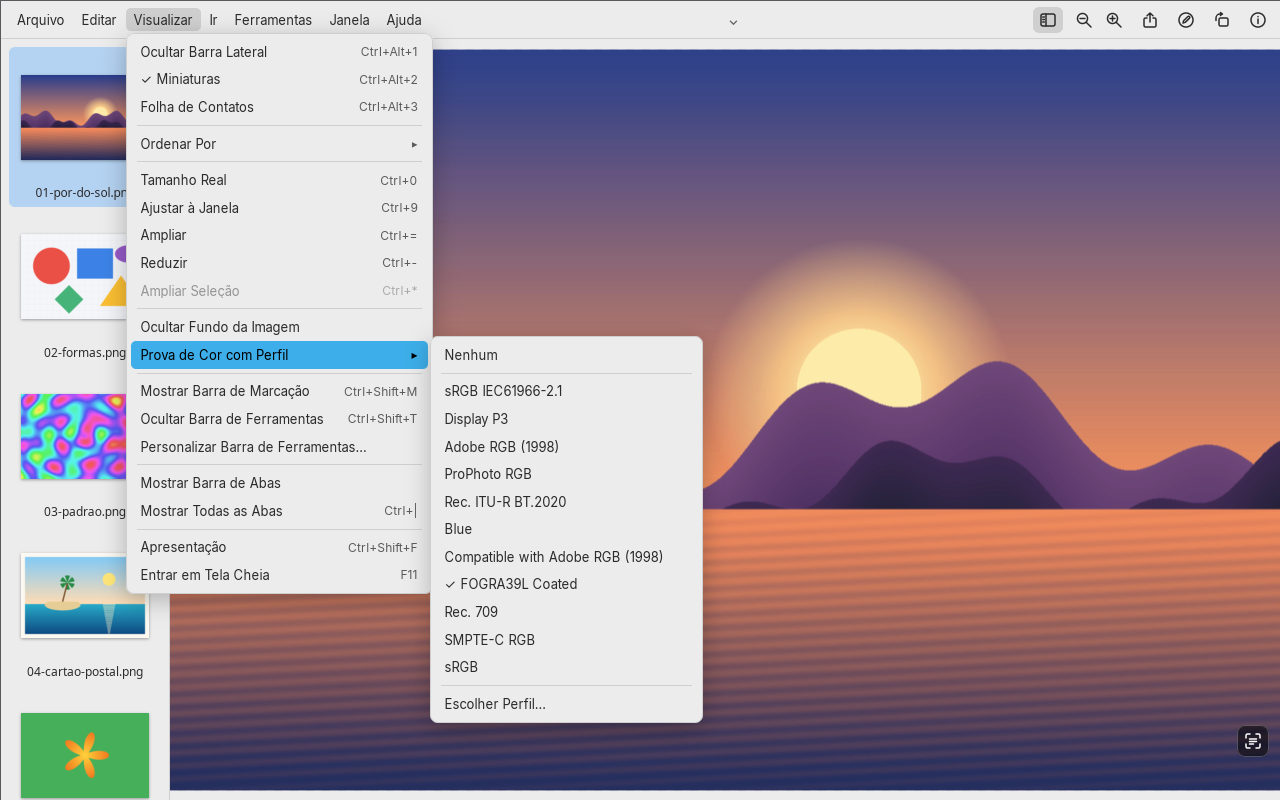 Arquivo Editar Visualizar Ir Ferramentas Janela Ajuda
Ocultar Barra Lateral Ctrl+Alt+1
✓ Miniaturas Ctrl+Alt+2
Folha de Contatos Ctrl+Alt+3
Ordenar Por ▸
Tamanho Real Ctrl+0
Ajustar à Janela Ctrl+9
Ampliar Ctrl+=
Reduzir Ctrl+-
Ampliar Seleção Ctrl+*
Ocultar Fundo da Imagem
Prova de Cor com Perfil ▸
Mostrar Barra de Marcação Ctrl+Shift+M
Ocultar Barra de Ferramentas Ctrl+Shift+T
Personalizar Barra de Ferramentas...
Mostrar Barra de Abas
Mostrar Todas as Abas Ctrl+|
Apresentação Ctrl+Shift+F
Entrar em Tela Cheia F11
Nenhum
sRGB IEC61966-2.1
Display P3
Adobe RGB (1998)
ProPhoto RGB
Rec. ITU-R BT.2020
Blue
Compatible with Adobe RGB (1998)
✓ FOGRA39L Coated
Rec. 709
SMPTE-C RGB
sRGB
Escolher Perfil...
01-por-do-sol.pn
02-formas.png
03-padrao.png
04-cartao-postal.png